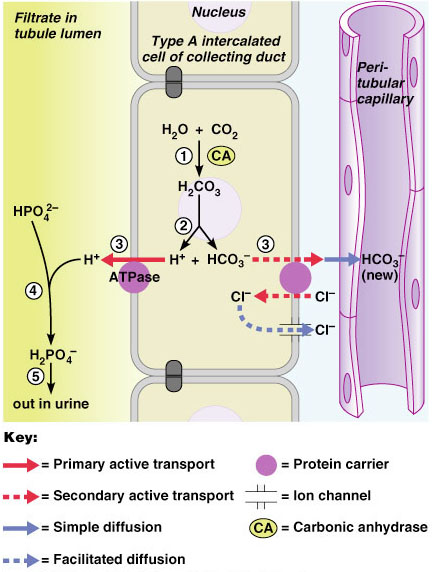 Filtrate in
tubule lumen
Nucleus
Type A intercalated
cell of collecting duct
Peri-
tubular
capillary
H₂O + CO₂
① CA
H₂CO₃
②
HPO₄²⁻
H⁺ ③ H⁺ + HCO₃⁻ ③ HCO₃⁻
(new)
ATPase
④
Cl⁻ Cl⁻
Cl⁻
H₂PO₄⁻
⑤
out in urine
Key:
= Primary active transport
= Protein carrier
= Secondary active transport
= Ion channel
= Simple diffusion
CA = Carbonic anhydrase
= Facilitated diffusion